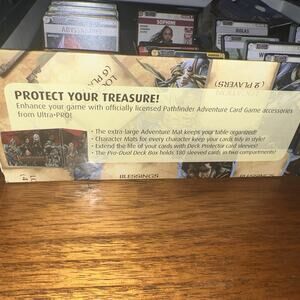 SOPHINI
PROTECT YOUR TREASURE!
Enhance your game with officially licensed Pathfinder Adventure Card Game accessories
from Ultra•PRO!
• The extra-large Adventure Mat keeps your table organized!
• Character Mats for every character keep your cards tidy in style!
• Extend the life of your cards with Deck Protector card sleeves!
• The Pro-Dual Deck Box holds 180 sleeved cards in two compartments!
BLESSINGS